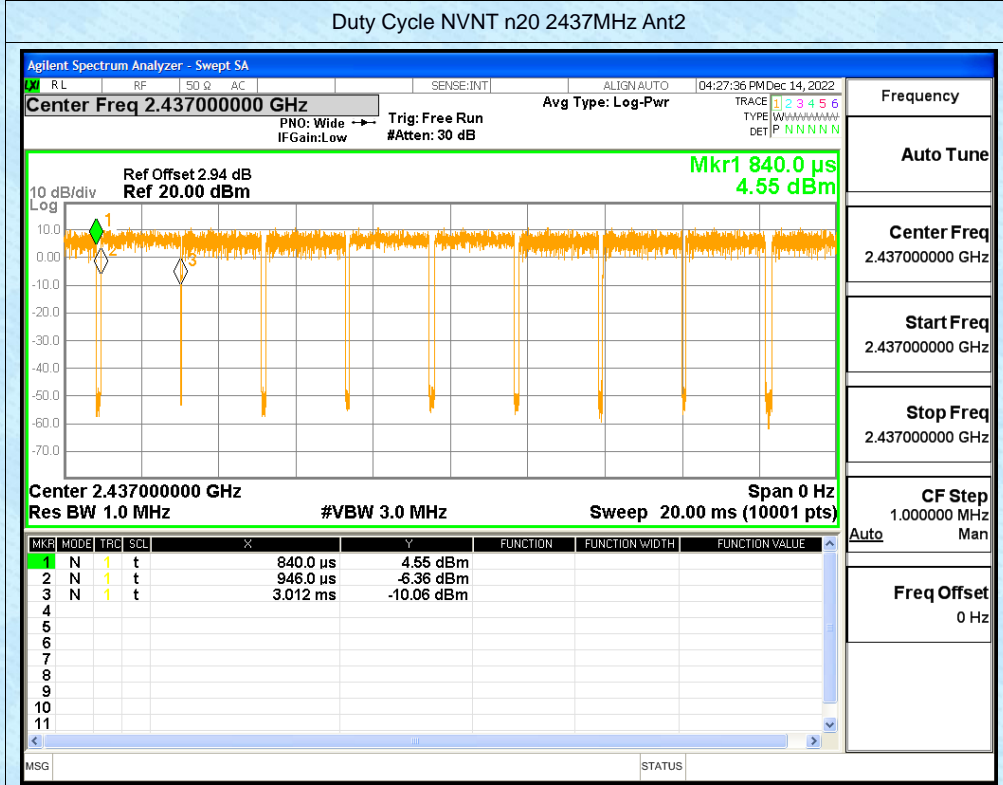 Duty Cycle NVNT n20 2437MHz Ant2
Agilent Spectrum Analyzer - Swept SA
LXI RL RF 50 Ω AC SENSE:INT ALIGN AUTO 04:27:36 PM Dec 14, 2022
Center Freq 2.437000000 GHz Avg Type: Log-Pwr TRACE 1 2 3 4 5 6
PNO: Wide Trig: Free Run TYPE WWWWWW
IFGain:Low #Atten: 30 dB DET P N N N N N
Frequency
Auto Tune
Center Freq
2.437000000 GHz
Start Freq
2.437000000 GHz
Stop Freq
2.437000000 GHz
CF Step
1.000000 MHz
Auto Man
Freq Offset
0 Hz
Mkr1 840.0 µs
4.55 dBm
Ref Offset 2.94 dB
10 dB/div Ref 20.00 dBm
Log
10.0
0.00
-10.0
-20.0
-30.0
-40.0
-50.0
-60.0
-70.0
1
2
3
Center 2.437000000 GHz Span 0 Hz
Res BW 1.0 MHz #VBW 3.0 MHz Sweep 20.00 ms (10001 pts)
MKR MODE TRC SCL X Y FUNCTION FUNCTION WIDTH FUNCTION VALUE
1 N 1 t 840.0 µs 4.55 dBm
2 N 1 t 946.0 µs -6.36 dBm
3 N 1 t 3.012 ms -10.06 dBm
4
5
6
7
8
9
10
11
MSG STATUS